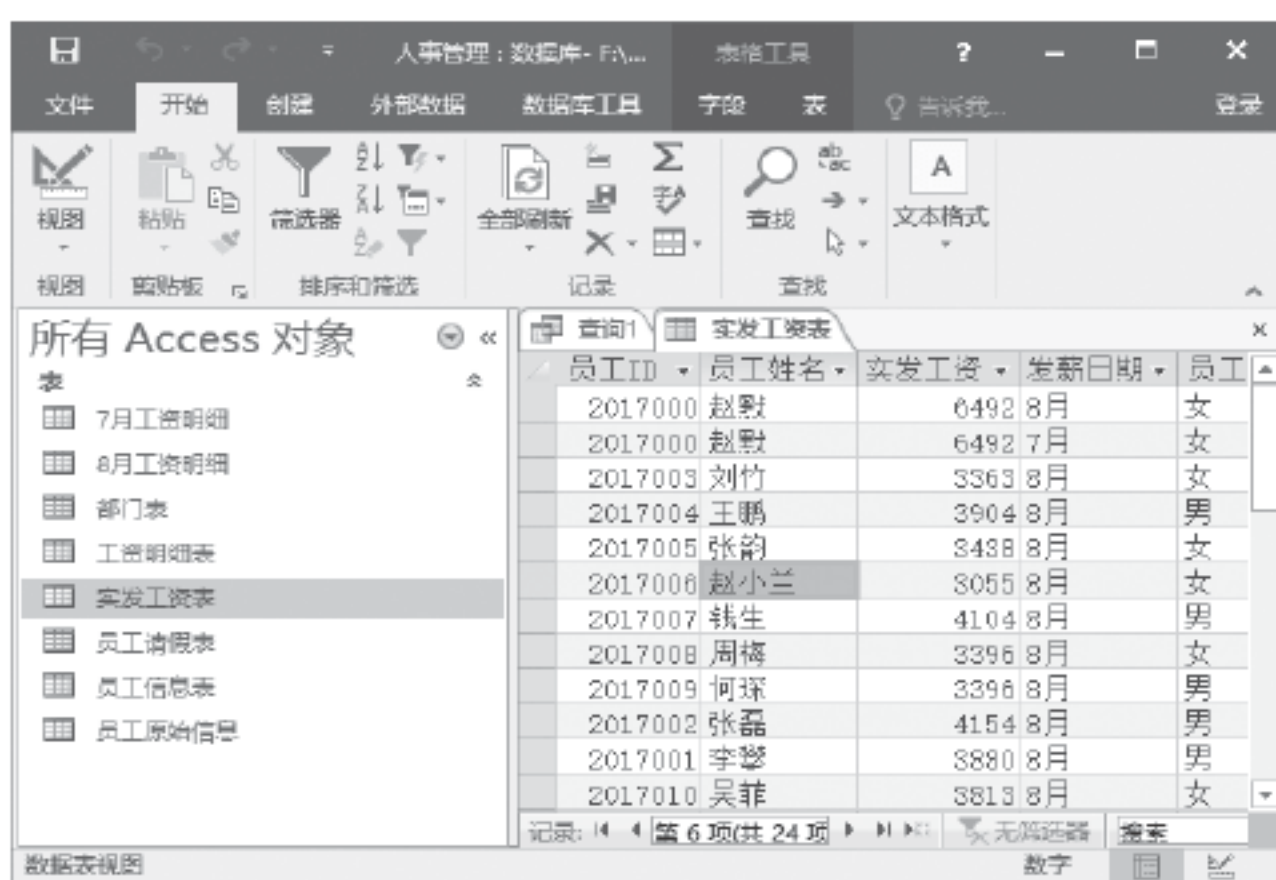 人事管理：数据库- F:\... 表格工具 ?
文件 开始 创建 外部数据 数据库工具 字段 表 告诉我... 登录
视图 粘贴 筛选器 全部刷新 查找 文本格式
视图 剪贴板 排序和筛选 记录 查找
所有 Access 对象
表
7月工资明细
8月工资明细
部门表
工资明细表
实发工资表
员工请假表
员工信息表
员工原始信息
查询1 实发工资表
员工ID 员工姓名 实发工资 发薪日期 员工
2017000 赵默 6492 8月 女
2017000 赵默 6492 7月 女
2017003 刘竹 3363 8月 女
2017004 王鹏 3904 8月 男
2017005 张韵 3438 8月 女
2017006 赵小兰 3055 8月 女
2017007 钱生 4104 8月 男
2017008 周梅 3396 8月 女
2017009 何琛 3396 8月 男
2017002 张磊 4154 8月 男
2017001 李 3880 8月 男
2017010 吴菲 3813 8月 女
记录: 第 6 项(共 24 项 无筛选器 搜索
数据表视图 数字